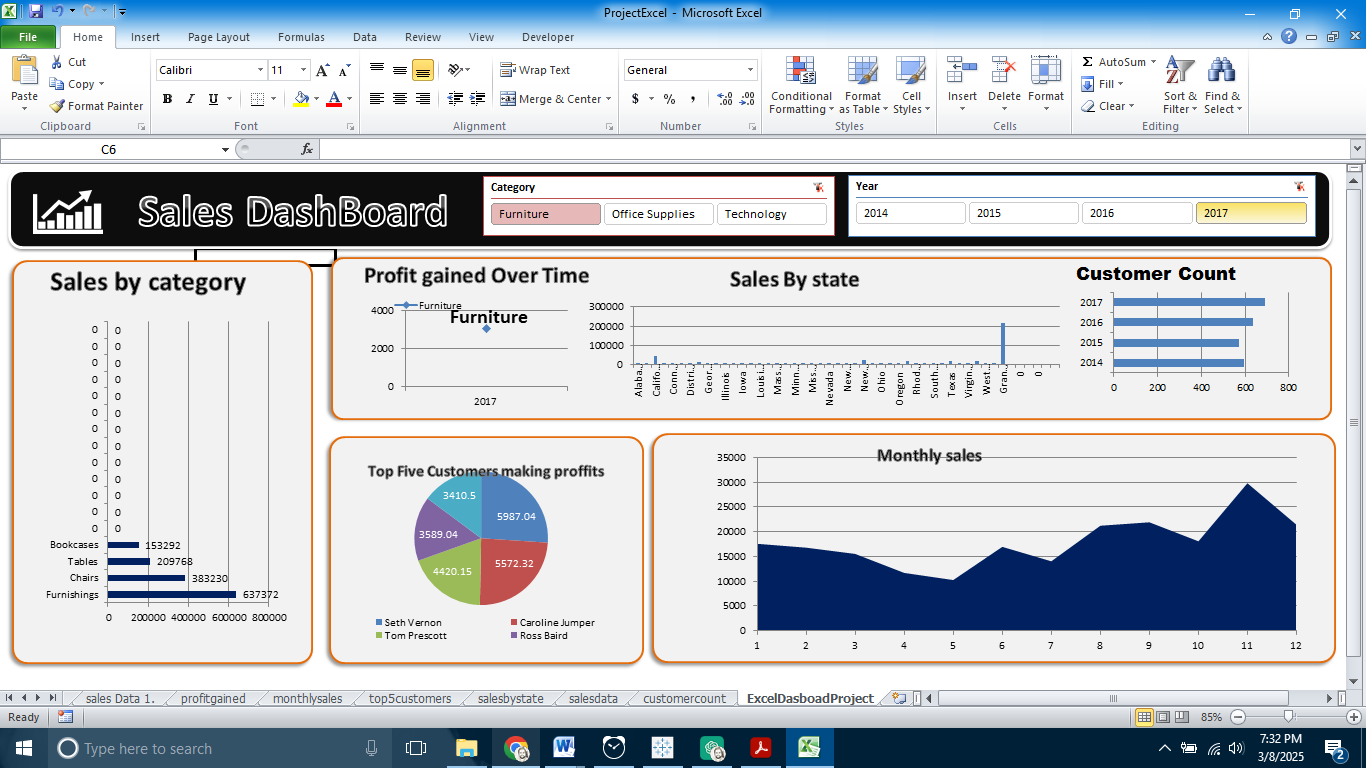 ProjectExcel - Microsoft Excel
File Home Insert Page Layout Formulas Data Review View Developer
Paste
Cut
Copy
Format Painter
Clipboard
Calibri 11
B I U A
Font
Wrap Text
Merge & Center
Alignment
General
$ % ,
Number
Conditional Formatting
Format as Table
Cell Styles
Styles
Insert Delete Format
Cells
Σ AutoSum
Fill
Clear
Sort & Filter
Find & Select
Editing
C6 fx
Sales DashBoard
Category
Furniture Office Supplies Technology
Year
2014 2015 2016 2017
Sales by category
0 0
0 0
0 0
0 0
0 0
0 0
0 0
0 0
0 0
0 0
0 0
0 0
0 0
Bookcases 153292
Tables 209768
Chairs 383230
Furnishings 637372
0 200000 400000 600000 800000
Profit gained Over Time
Furniture
Furniture
4000
2000
0
2017
Sales By state
300000
200000
100000
0
Alaba... Califo... Conn... Distri... Geor... Illinois Iowa Louisi... Mass... Minn... Miss... Nevada New... New... Ohio Oregon Rhod... South... Texas Virgin... West... Gran... 0 0
Customer Count
2017
2016
2015
2014
0 200 400 600 800
Top Five Customers making proffits
3410.5
5987.04
3589.04
4420.15
5572.32
Seth Vernon Caroline Jumper
Tom Prescott Ross Baird
Monthly sales
35000
30000
25000
20000
15000
10000
5000
0
1 2 3 4 5 6 7 8 9 10 11 12
sales Data 1. profitgained monthlysales top5customers salesbystate salesdata customercount ExcelDasboadProject
Ready 85%
Type here to search
7:32 PM
3/8/2025
2